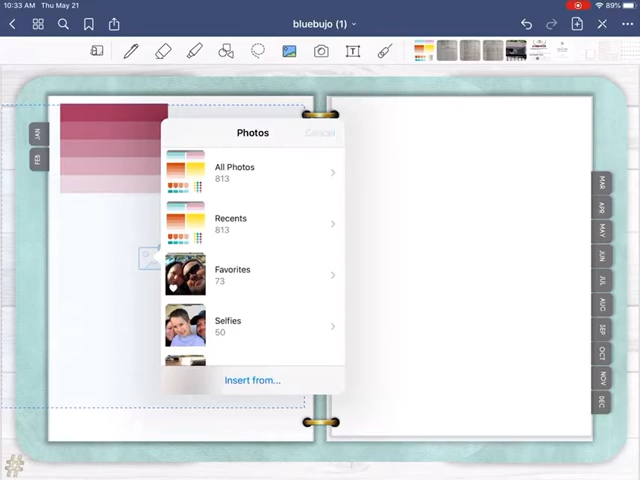 10:33 AM Thu May 21
89%
bluebujo (1)
T
JAN
FEB
Photos
Cancel
All Photos
813
Recents
813
Favorites
73
Selfies
50
Insert from...
MAR
APR
MAY
JUN
JUL
AUG
SEP
OCT
NOV
DEC
#